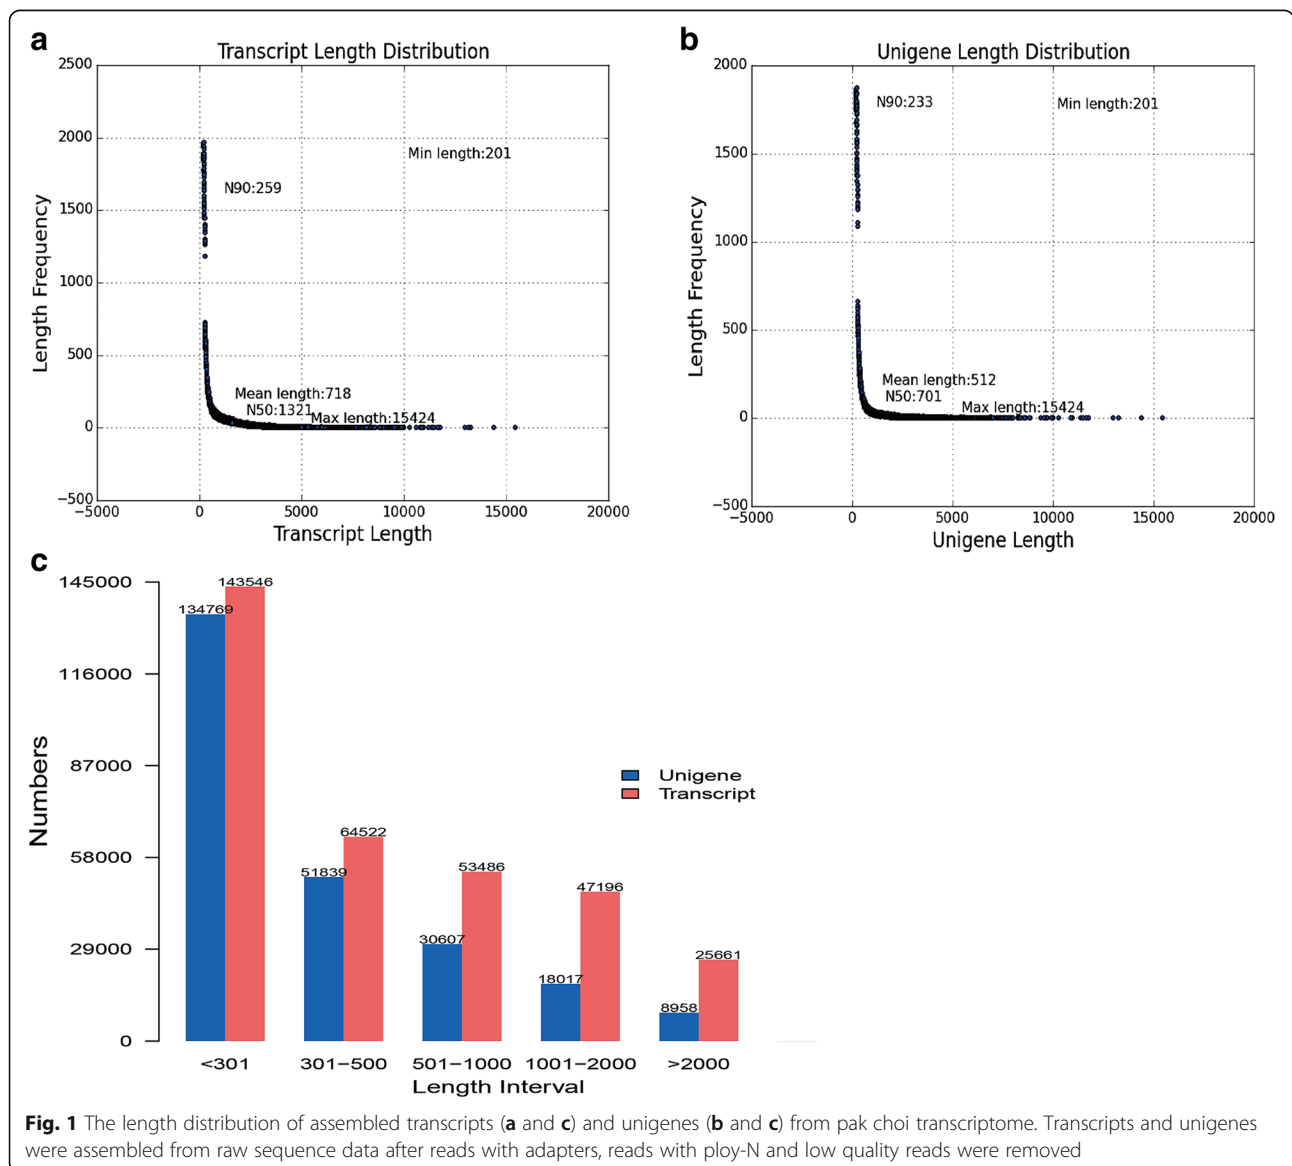 a
Transcript Length Distribution
2500
2000
1500
1000
500
0
−500
Length Frequency
N90:259
Min length:201
Mean length:718
N50:1321
Max length:15424
−5000 0 5000 10000 15000 20000
Transcript Length
b
Unigene Length Distribution
2000
1500
1000
500
0
−500
Length Frequency
N90:233
Min length:201
Mean length:512
N50:701
Max length:15424
−5000 0 5000 10000 15000 20000
Unigene Length
c
145000
116000
87000
58000
29000
0
Numbers
134769 143546
51839 64522
30607 53486
18017 47196
8958 25661
Unigene
Transcript
<301 301−500 501−1000 1001−2000 >2000
Length Interval
Fig. 1 The length distribution of assembled transcripts (a and c) and unigenes (b and c) from pak choi transcriptome. Transcripts and unigenes
were assembled from raw sequence data after reads with adapters, reads with ploy-N and low quality reads were removed